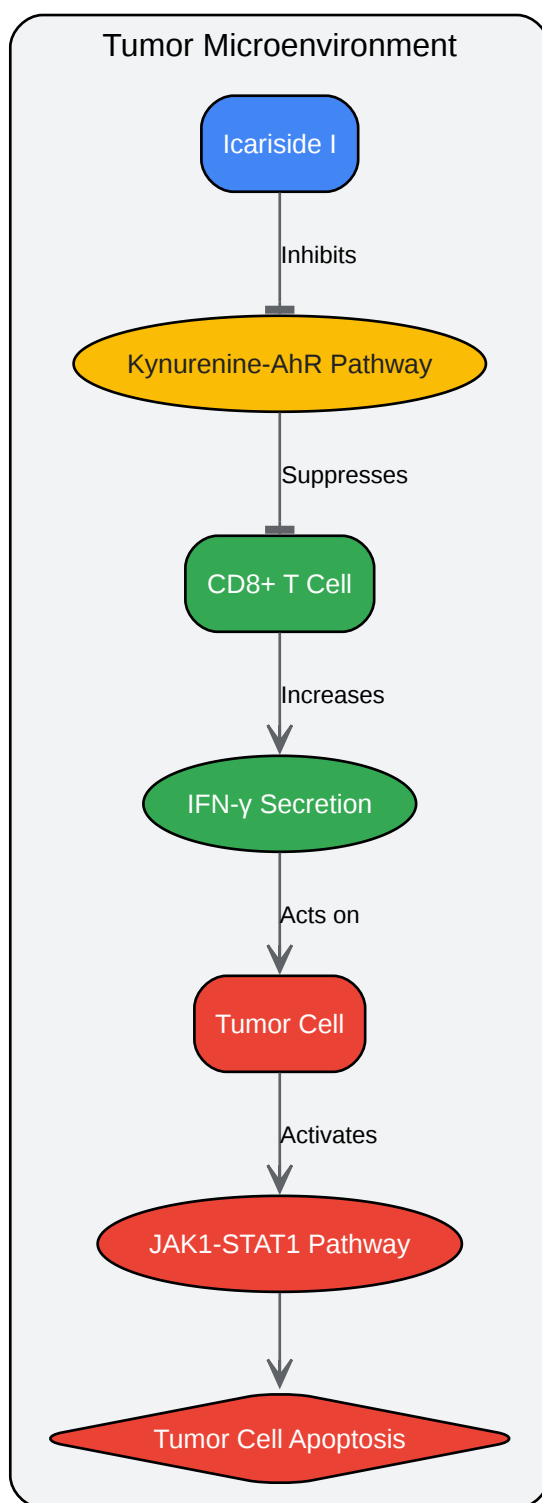 Tumor Microenvironment
Icariside I
Inhibits
Kynurenine-AhR Pathway
Suppresses
CD8+ T Cell
Increases
IFN-γ Secretion
Acts on
Tumor Cell
Activates
JAK1-STAT1 Pathway
Tumor Cell Apoptosis